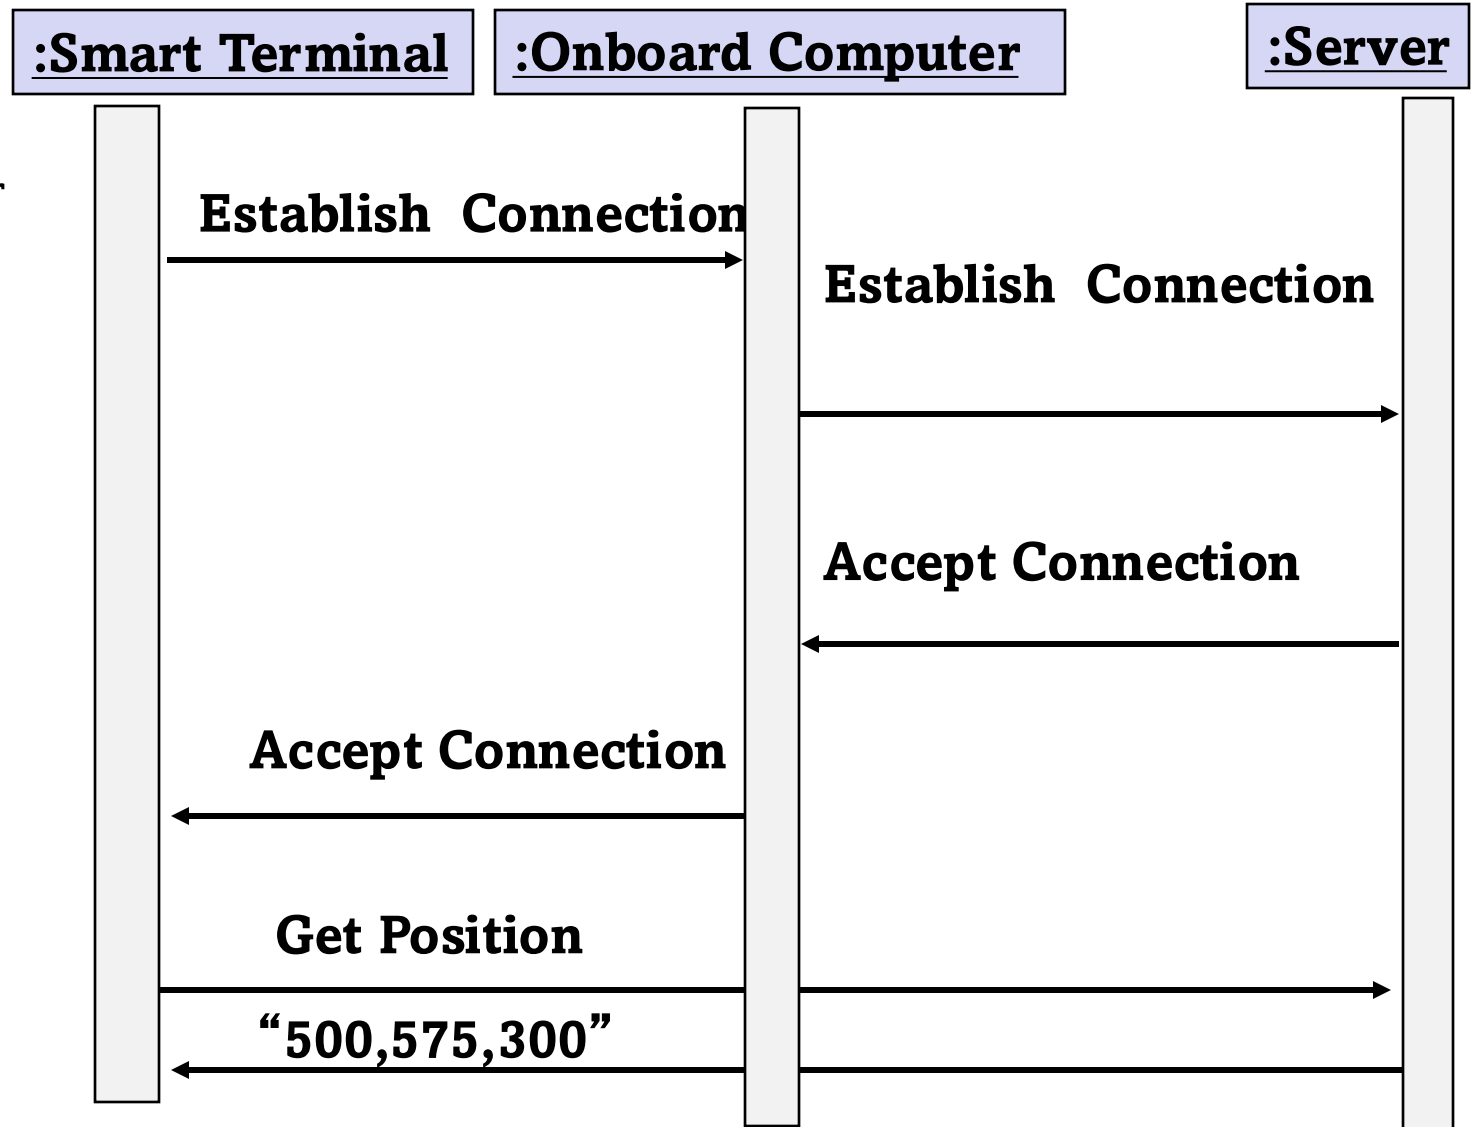 :Smart Terminal
:Onboard Computer
:Server
Establish Connection
Establish Connection
Accept Connection
Accept Connection
Get Position
“500,575,300”